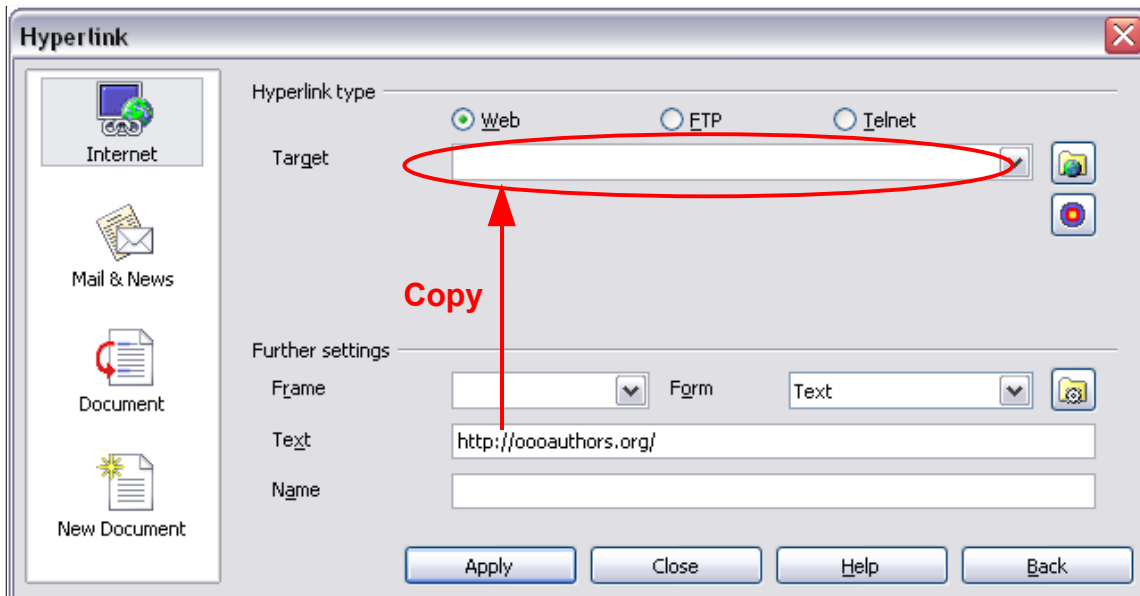 Hyperlink
Internet
Mail & News
Document
New Document
Hyperlink type
Web FTP Telnet
Target
Copy
Further settings
Frame Form Text
Text http://oooauthors.org/
Name
Apply Close Help Back